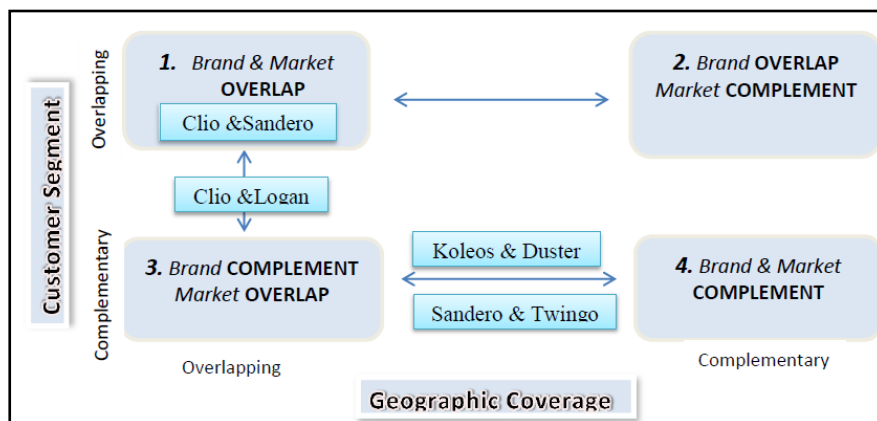 Customer Segment
Overlapping
Complementary
1. Brand & Market
OVERLAP
Clio &Sandero
2. Brand OVERLAP
Market COMPLEMENT
Clio &Logan
3. Brand COMPLEMENT
Market OVERLAP
Koleos & Duster
Sandero & Twingo
4. Brand & Market
COMPLEMENT
Overlapping
Complementary
Geographic Coverage